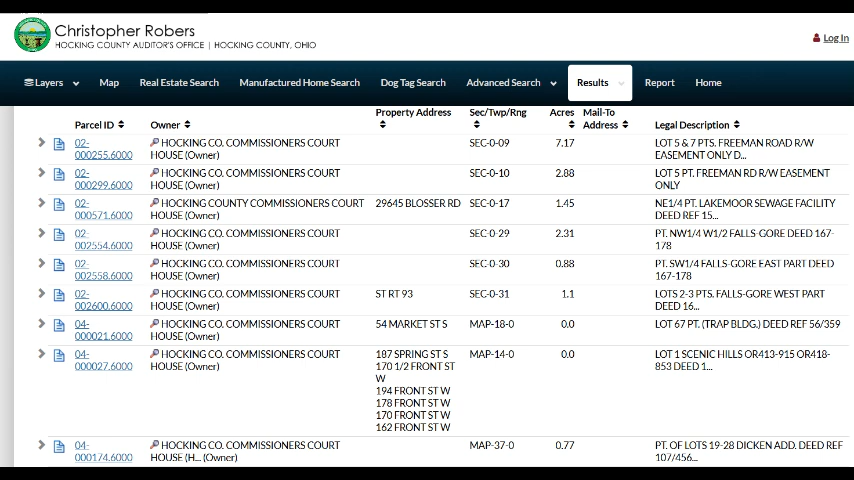 Christopher Robers
HOCKING COUNTY AUDITOR'S OFFICE | HOCKING COUNTY, OHIO
Log In
Layers Map Real Estate Search Manufactured Home Search Dog Tag Search Advanced Search Results Report Home
Property Address Sec/Twp/Rng Acres Mail-To
Parcel ID Owner Address Legal Description
02- HOCKING CO. COMMISSIONERS COURT SEC-0-09 7.17 LOT 5 & 7 PTS. FREEMAN ROAD R/W
000255.6000 HOUSE (Owner) EASEMENT ONLY D...
02- HOCKING CO. COMMISSIONERS COURT SEC-0-10 2.88 LOT 5 PT. FREEMAN RD R/W EASEMENT
000299.6000 HOUSE (Owner) ONLY
02- HOCKING COUNTY COMMISSIONERS COURT 29645 BLOSSER RD SEC-0-17 1.45 NE1/4 PT. LAKEMOOR SEWAGE FACILITY
000571.6000 HOUSE (Owner) DEED REF 15...
02- HOCKING CO. COMMISSIONERS COURT SEC-0-29 2.31 PT. NW1/4 W1/2 FALLS-GORE DEED 167-
002554.6000 HOUSE (Owner) 178
02- HOCKING CO. COMMISSIONERS COURT SEC-0-30 0.88 PT. SW1/4 FALLS-GORE EAST PART DEED
002558.6000 HOUSE (Owner) 167-178
02- HOCKING CO. COMMISSIONERS COURT ST RT 93 SEC-0-31 1.1 LOTS 2-3 PTS. FALLS-GORE WEST PART
002600.6000 HOUSE (Owner) DEED 16...
04- HOCKING CO. COMMISSIONERS COURT 54 MARKET ST S MAP-18-0 0.0 LOT 67 PT. (TRAP BLDG.) DEED REF 56/359
000021.6000 HOUSE (Owner)
04- HOCKING CO. COMMISSIONERS COURT 187 SPRING ST S MAP-14-0 0.0 LOT 1 SCENIC HILLS OR413-915 OR418-
000027.6000 HOUSE (Owner) 170 1/2 FRONT ST 853 DEED 1...
W
194 FRONT ST W
178 FRONT ST W
170 FRONT ST W
162 FRONT ST W
04- HOCKING CO. COMMISSIONERS COURT MAP-37-0 0.77 PT. OF LOTS 19-28 DICKEN ADD. DEED REF
000174.6000 HOUSE (H... (Owner) 107/456...